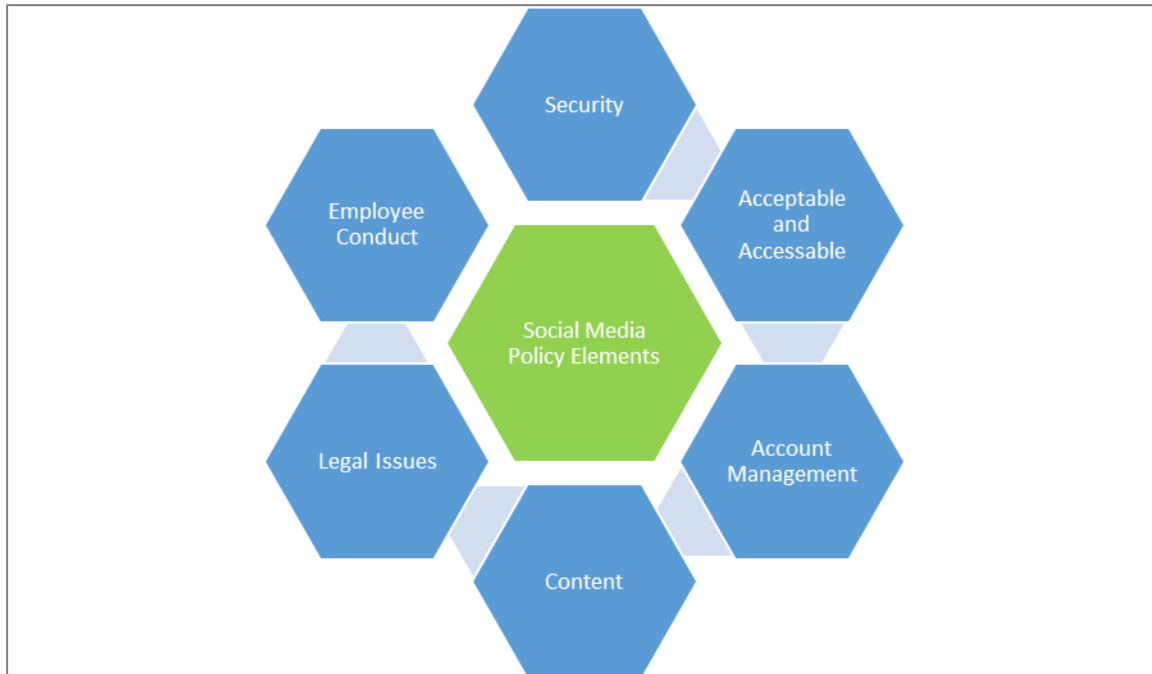 Security
Acceptable
and
Accessable
Account
Management
Content
Legal Issues
Employee
Conduct
Social Media
Policy Elements